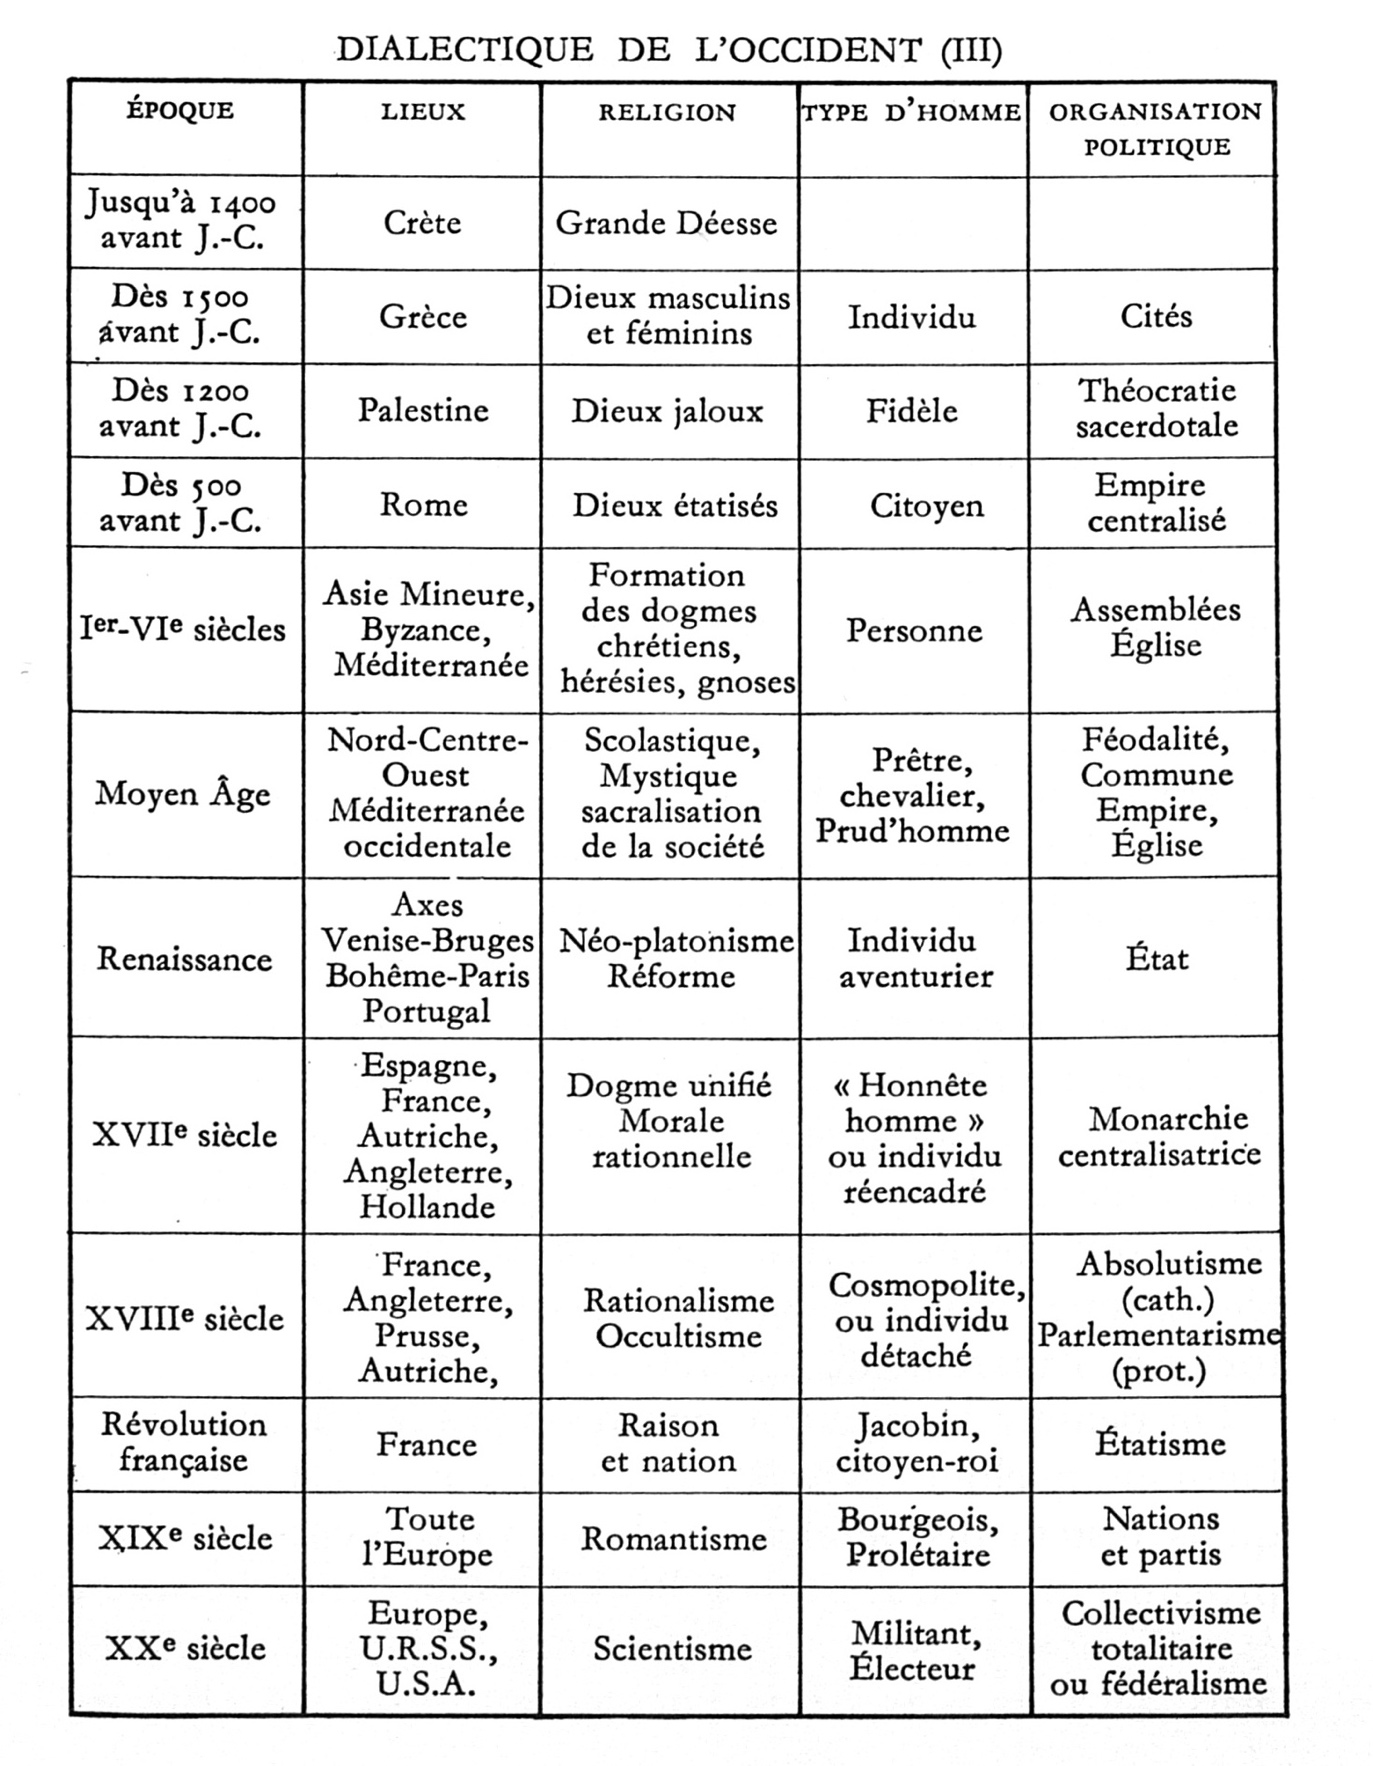 DIALECTIQUE DE L'OCCIDENT (III)
ÉPOQUE
LIEUX
RELIGION
TYPE D'HOMME
ORGANISATION
POLITIQUE
Jusqu'à 1400
avant J.-C.
Crète
Grande Déesse
Dès 1500
avant J.-C.
Grèce
Dieux masculins
et féminins
Individu
Cités
Dès 1200
avant J.-C.
Palestine
Dieux jaloux
Fidèle
Théocratie
sacerdotale
Dès 500
avant J.-C.
Rome
Dieux étatisés
Citoyen
Empire
centralisé
Ier-VIe siècles
Asie Mineure,
Byzance,
Méditerranée
Formation
des dogmes
chrétiens,
hérésies, gnoses
Personne
Assemblées
Église
Moyen Âge
Nord-Centre-
Ouest
Méditerranée
occidentale
Scolastique,
Mystique
sacralisation
de la société
Prêtre,
chevalier,
Prud'homme
Féodalité,
Commune
Empire,
Église
Renaissance
Axes
Venise-Bruges
Bohême-Paris
Portugal
Néo-platonisme
Réforme
Individu
aventurier
État
XVIIe siècle
Espagne,
France,
Autriche,
Angleterre,
Hollande
Dogme unifié
Morale
rationnelle
« Honnête
homme »
ou individu
réencadré
Monarchie
centralisatrice
XVIIIe siècle
France,
Angleterre,
Prusse,
Autriche,
Rationalisme
Occultisme
Cosmopolite,
ou individu
détaché
Absolutisme
(cath.)
Parlementarisme
(prot.)
Révolution
française
France
Raison
et nation
Jacobin,
citoyen-roi
Étatisme
XIXe siècle
Toute
l'Europe
Romantisme
Bourgeois,
Prolétaire
Nations
et partis
XXe siècle
Europe,
U.R.S.S.,
U.S.A.
Scientisme
Militant,
Électeur
Collectivisme
totalitaire
ou fédéralisme